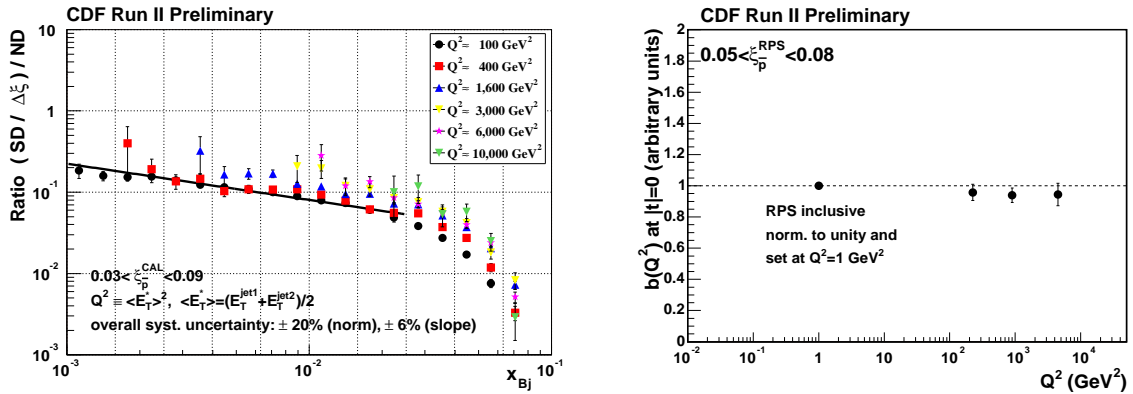 CDF Run II Preliminary
Ratio ( SD / Δξ ) / ND
10
1
10⁻¹
10⁻²
10⁻³
Q²= 100 GeV²
Q²= 400 GeV²
Q²= 1,600 GeV²
Q²= 3,000 GeV²
Q²= 6,000 GeV²
Q²= 10,000 GeV²
0.03< ξ_p̄^CAL <0.09
Q² ≡ <E_T^*>², <E_T^*>=(E_T^jet1+E_T^jet2)/2
overall syst. uncertainty: ± 20% (norm), ± 6% (slope)
10⁻³ 10⁻² 10⁻¹
x_Bj
CDF Run II Preliminary
b(Q²) at |t|=0 (arbitrary units)
2
1.8
1.6
1.4
1.2
1
0.8
0.6
0.4
0.2
0
0.05<ξ_p̄^RPS<0.08
RPS inclusive
norm. to unity and
set at Q²=1 GeV²
10⁻² 10⁻¹ 1 10 10² 10³ 10⁴
Q² (GeV²)